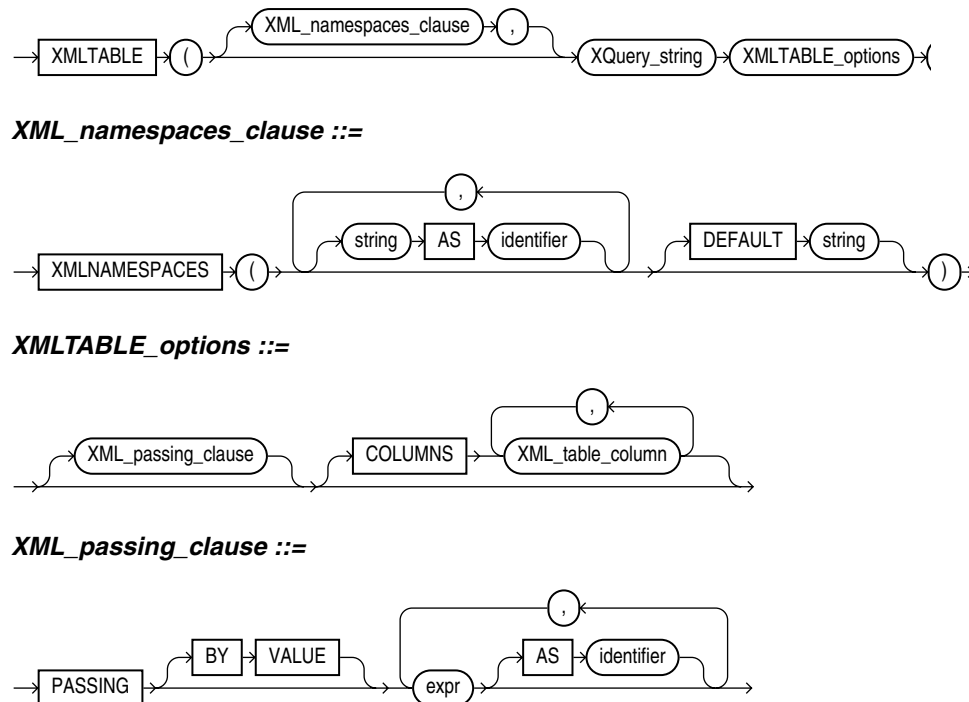 XMLTABLE ( XML_namespaces_clause , XQuery_string XMLTABLE_options
XML_namespaces_clause ::=
,
string AS identifier DEFAULT string
XMLNAMESPACES ( )
XMLTABLE_options ::=
,
XML_passing_clause COLUMNS XML_table_column
XML_passing_clause ::=
,
BY VALUE AS identifier
PASSING expr